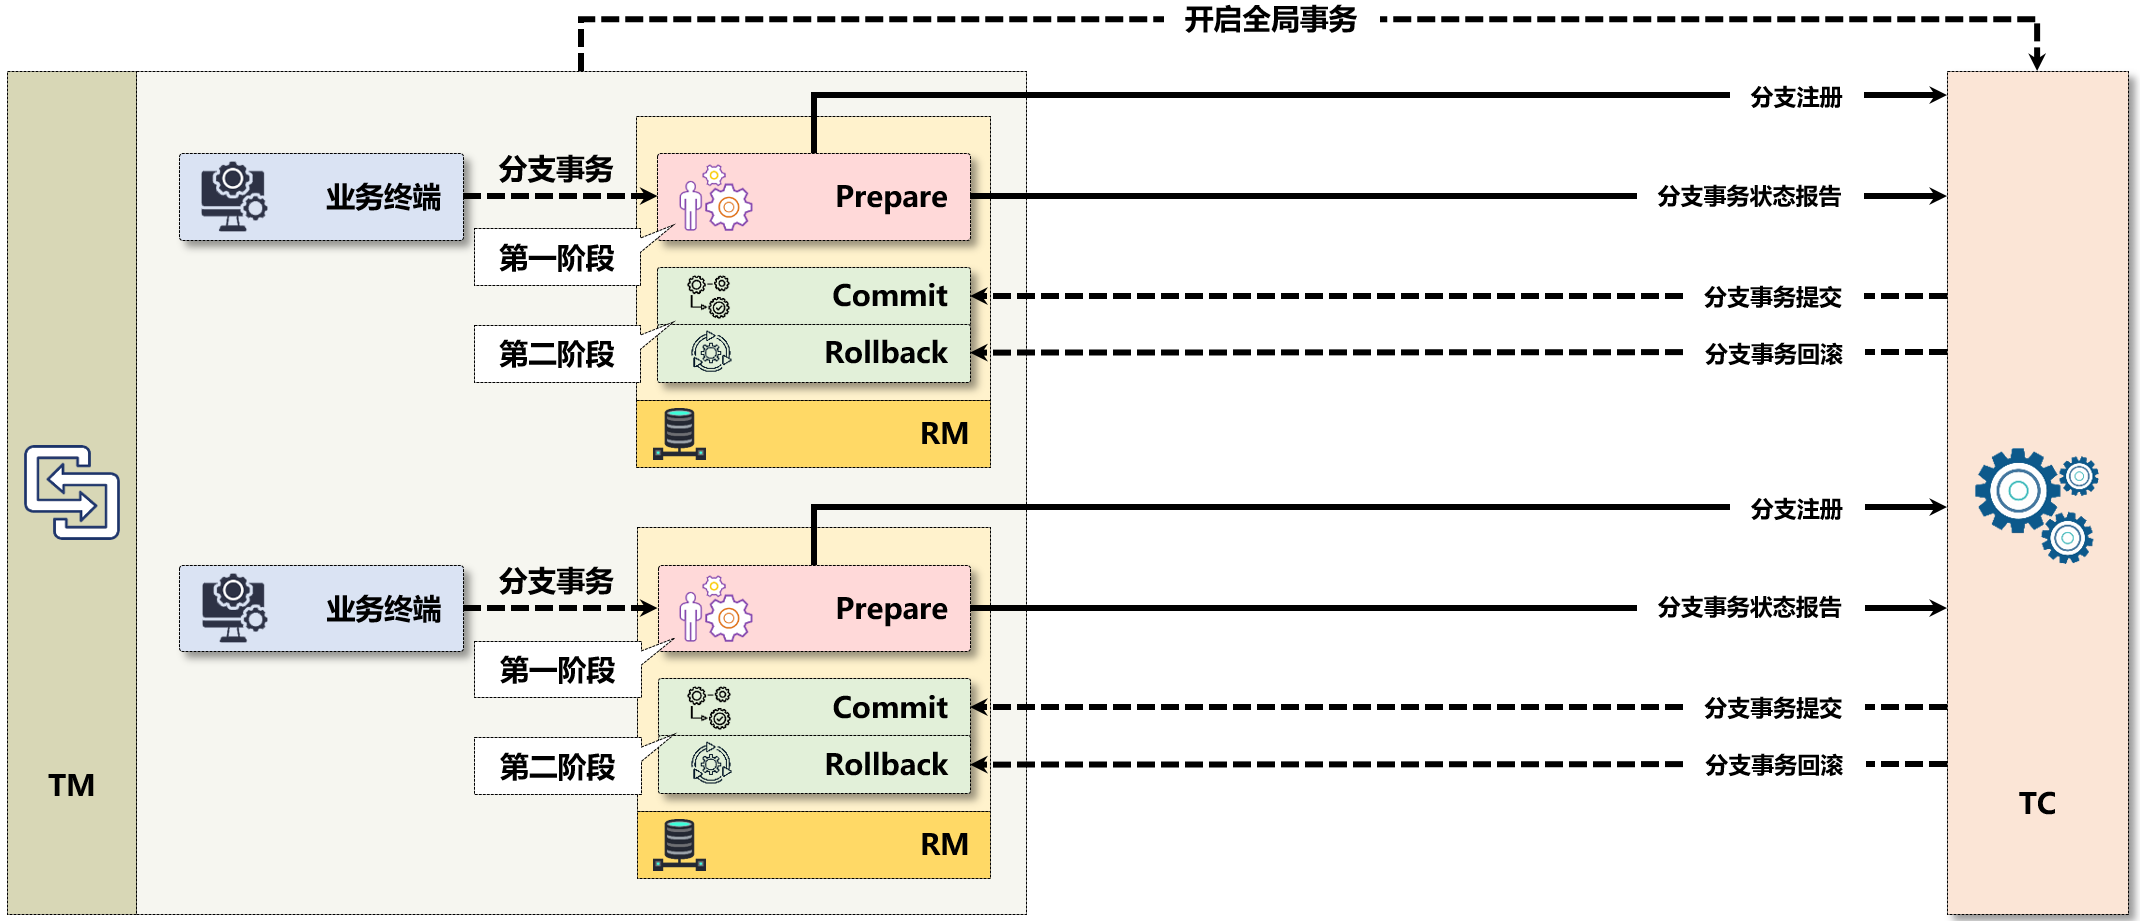 开启全局事务
分支注册
业务终端
分支事务
Prepare
分支事务状态报告
第一阶段
Commit
分支事务提交
第二阶段
Rollback
分支事务回滚
RM
分支注册
业务终端
分支事务
Prepare
分支事务状态报告
第一阶段
Commit
分支事务提交
第二阶段
Rollback
分支事务回滚
RM
TM
TC